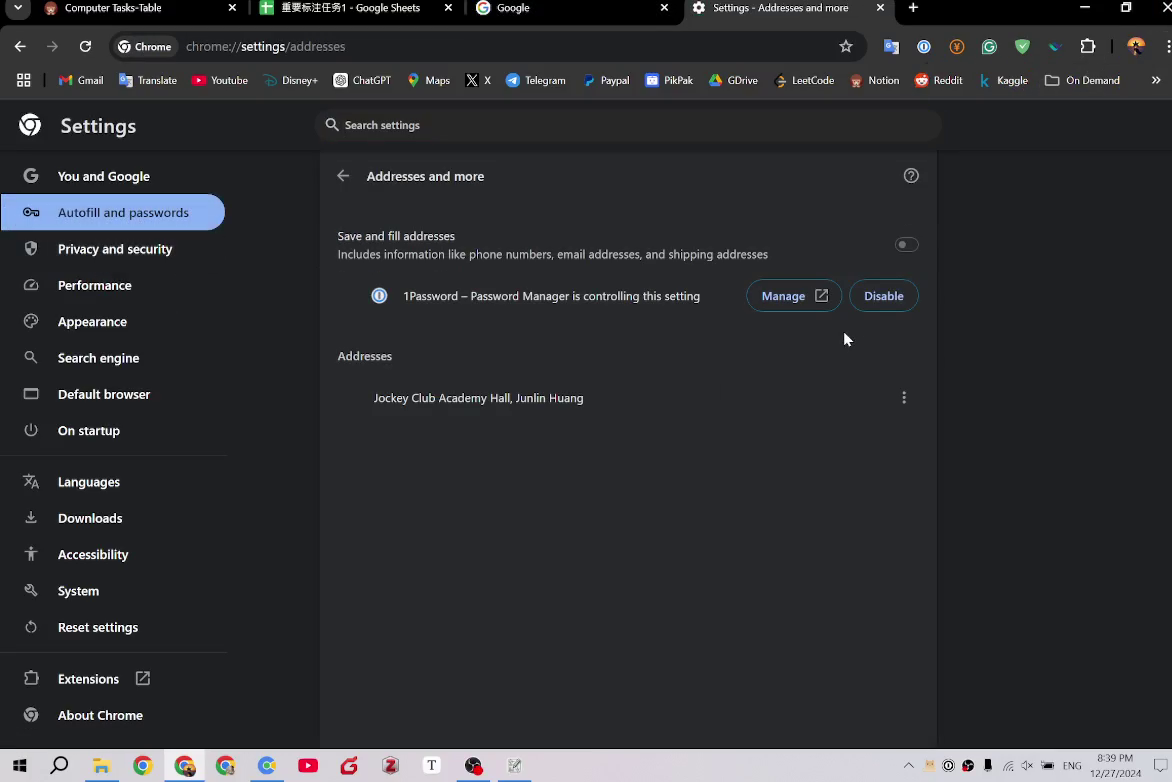 Computer Tasks-Table
重要标注任务1 - Google Sheets
Google
Settings - Addresses and more
Chrome
chrome://settings/addresses
Gmail
Translate
Youtube
Disney+
ChatGPT
Maps
X
Telegram
Paypal
PikPak
GDrive
LeetCode
Notion
Reddit
Kaggle
On Demand
Settings
Search settings
You and Google
Autofill and passwords
Privacy and security
Performance
Appearance
Search engine
Default browser
On startup
Languages
Downloads
Accessibility
System
Reset settings
Extensions
About Chrome
Addresses and more
Save and fill addresses
Includes information like phone numbers, email addresses, and shipping addresses
1Password – Password Manager is controlling this setting
Manage
Disable
Addresses
Jockey Club Academy Hall, Junlin Huang
ENG
8:39 PM